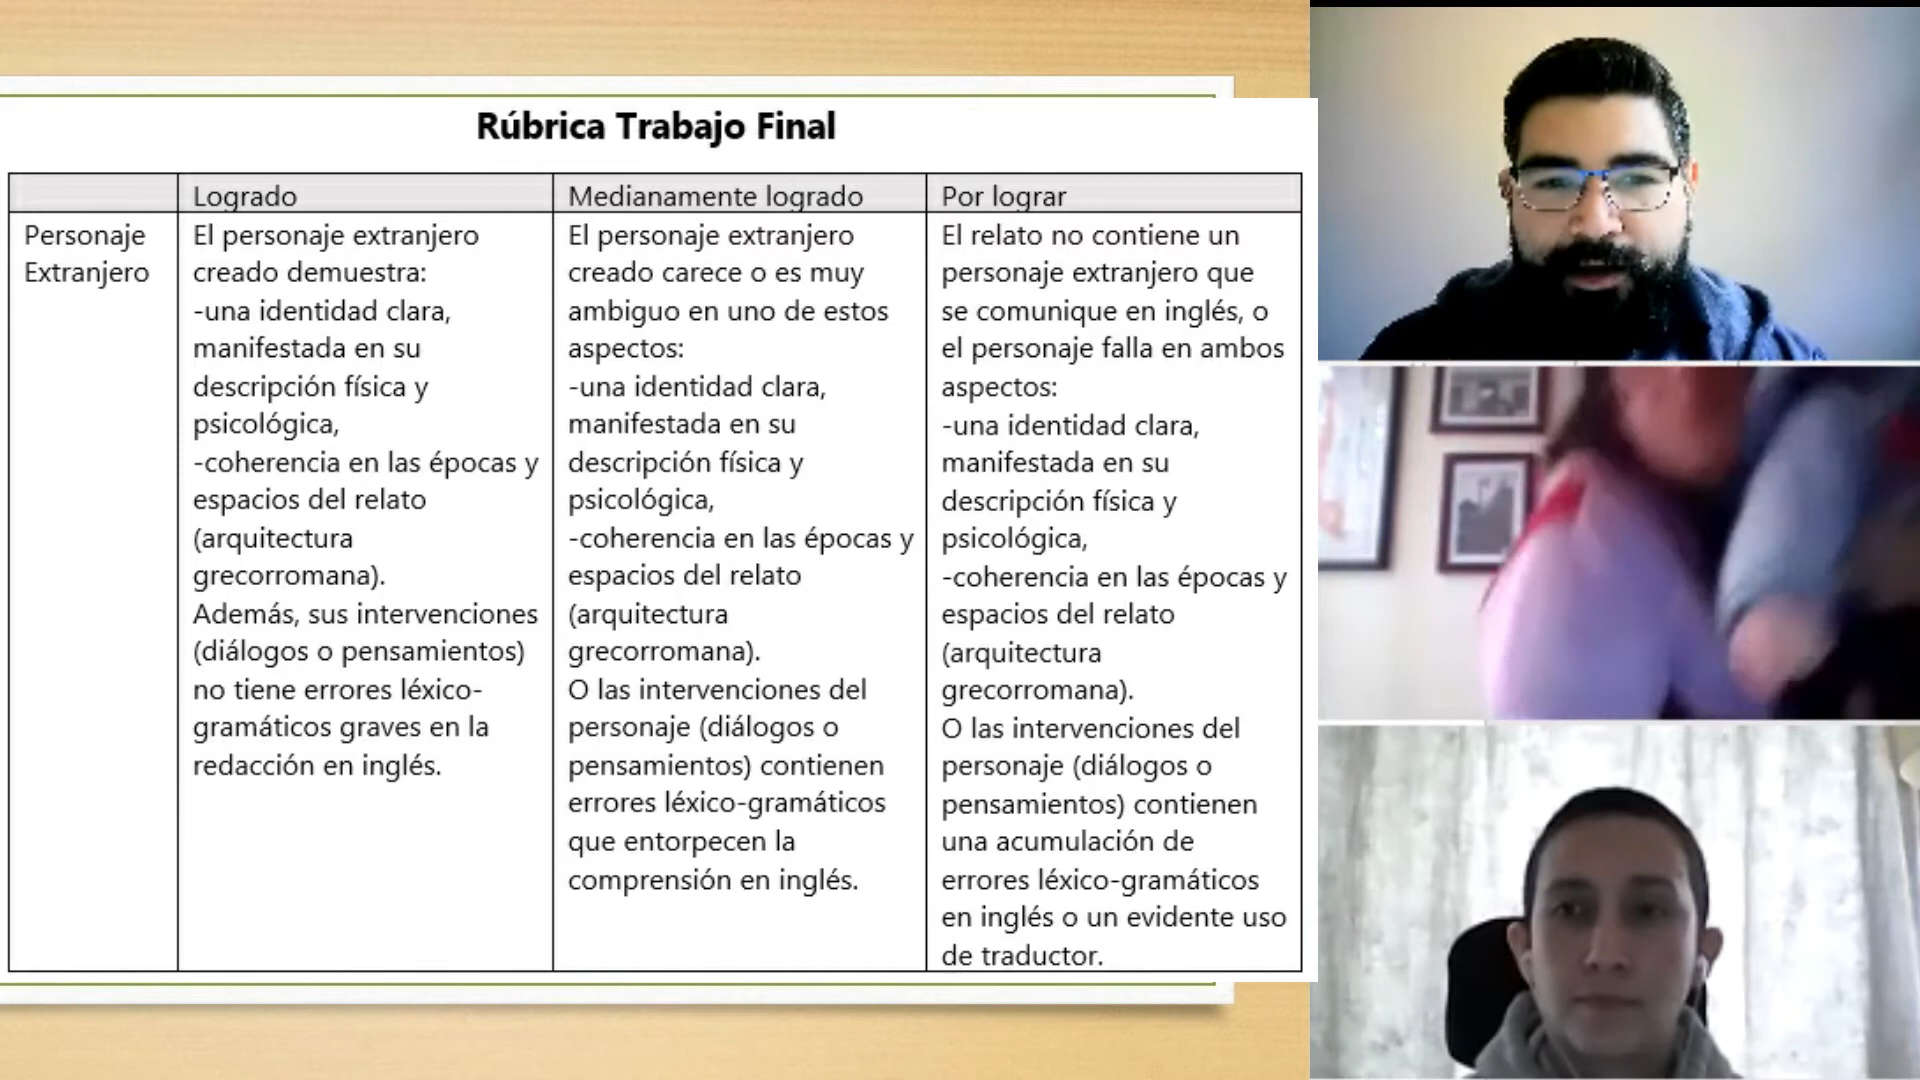 Rúbrica Trabajo Final
Logrado
Medianamente logrado
Por lograr
Personaje
Extranjero
El personaje extranjero
creado demuestra:
-una identidad clara,
manifestada en su
descripción física y
psicológica,
-coherencia en las épocas y
espacios del relato
(arquitectura
grecorromana).
Además, sus intervenciones
(diálogos o pensamientos)
no tiene errores léxico-
gramáticos graves en la
redacción en inglés.
El personaje extranjero
creado carece o es muy
ambiguo en uno de estos
aspectos:
-una identidad clara,
manifestada en su
descripción física y
psicológica,
-coherencia en las épocas y
espacios del relato
(arquitectura
grecorromana).
O las intervenciones del
personaje (diálogos o
pensamientos) contienen
errores léxico-gramáticos
que entorpecen la
comprensión en inglés.
El relato no contiene un
personaje extranjero que
se comunique en inglés, o
el personaje falla en ambos
aspectos:
-una identidad clara,
manifestada en su
descripción física y
psicológica,
-coherencia en las épocas y
espacios del relato
(arquitectura
grecorromana).
O las intervenciones del
personaje (diálogos o
pensamientos) contienen
una acumulación de
errores léxico-gramáticos
en inglés o un evidente uso
de traductor.